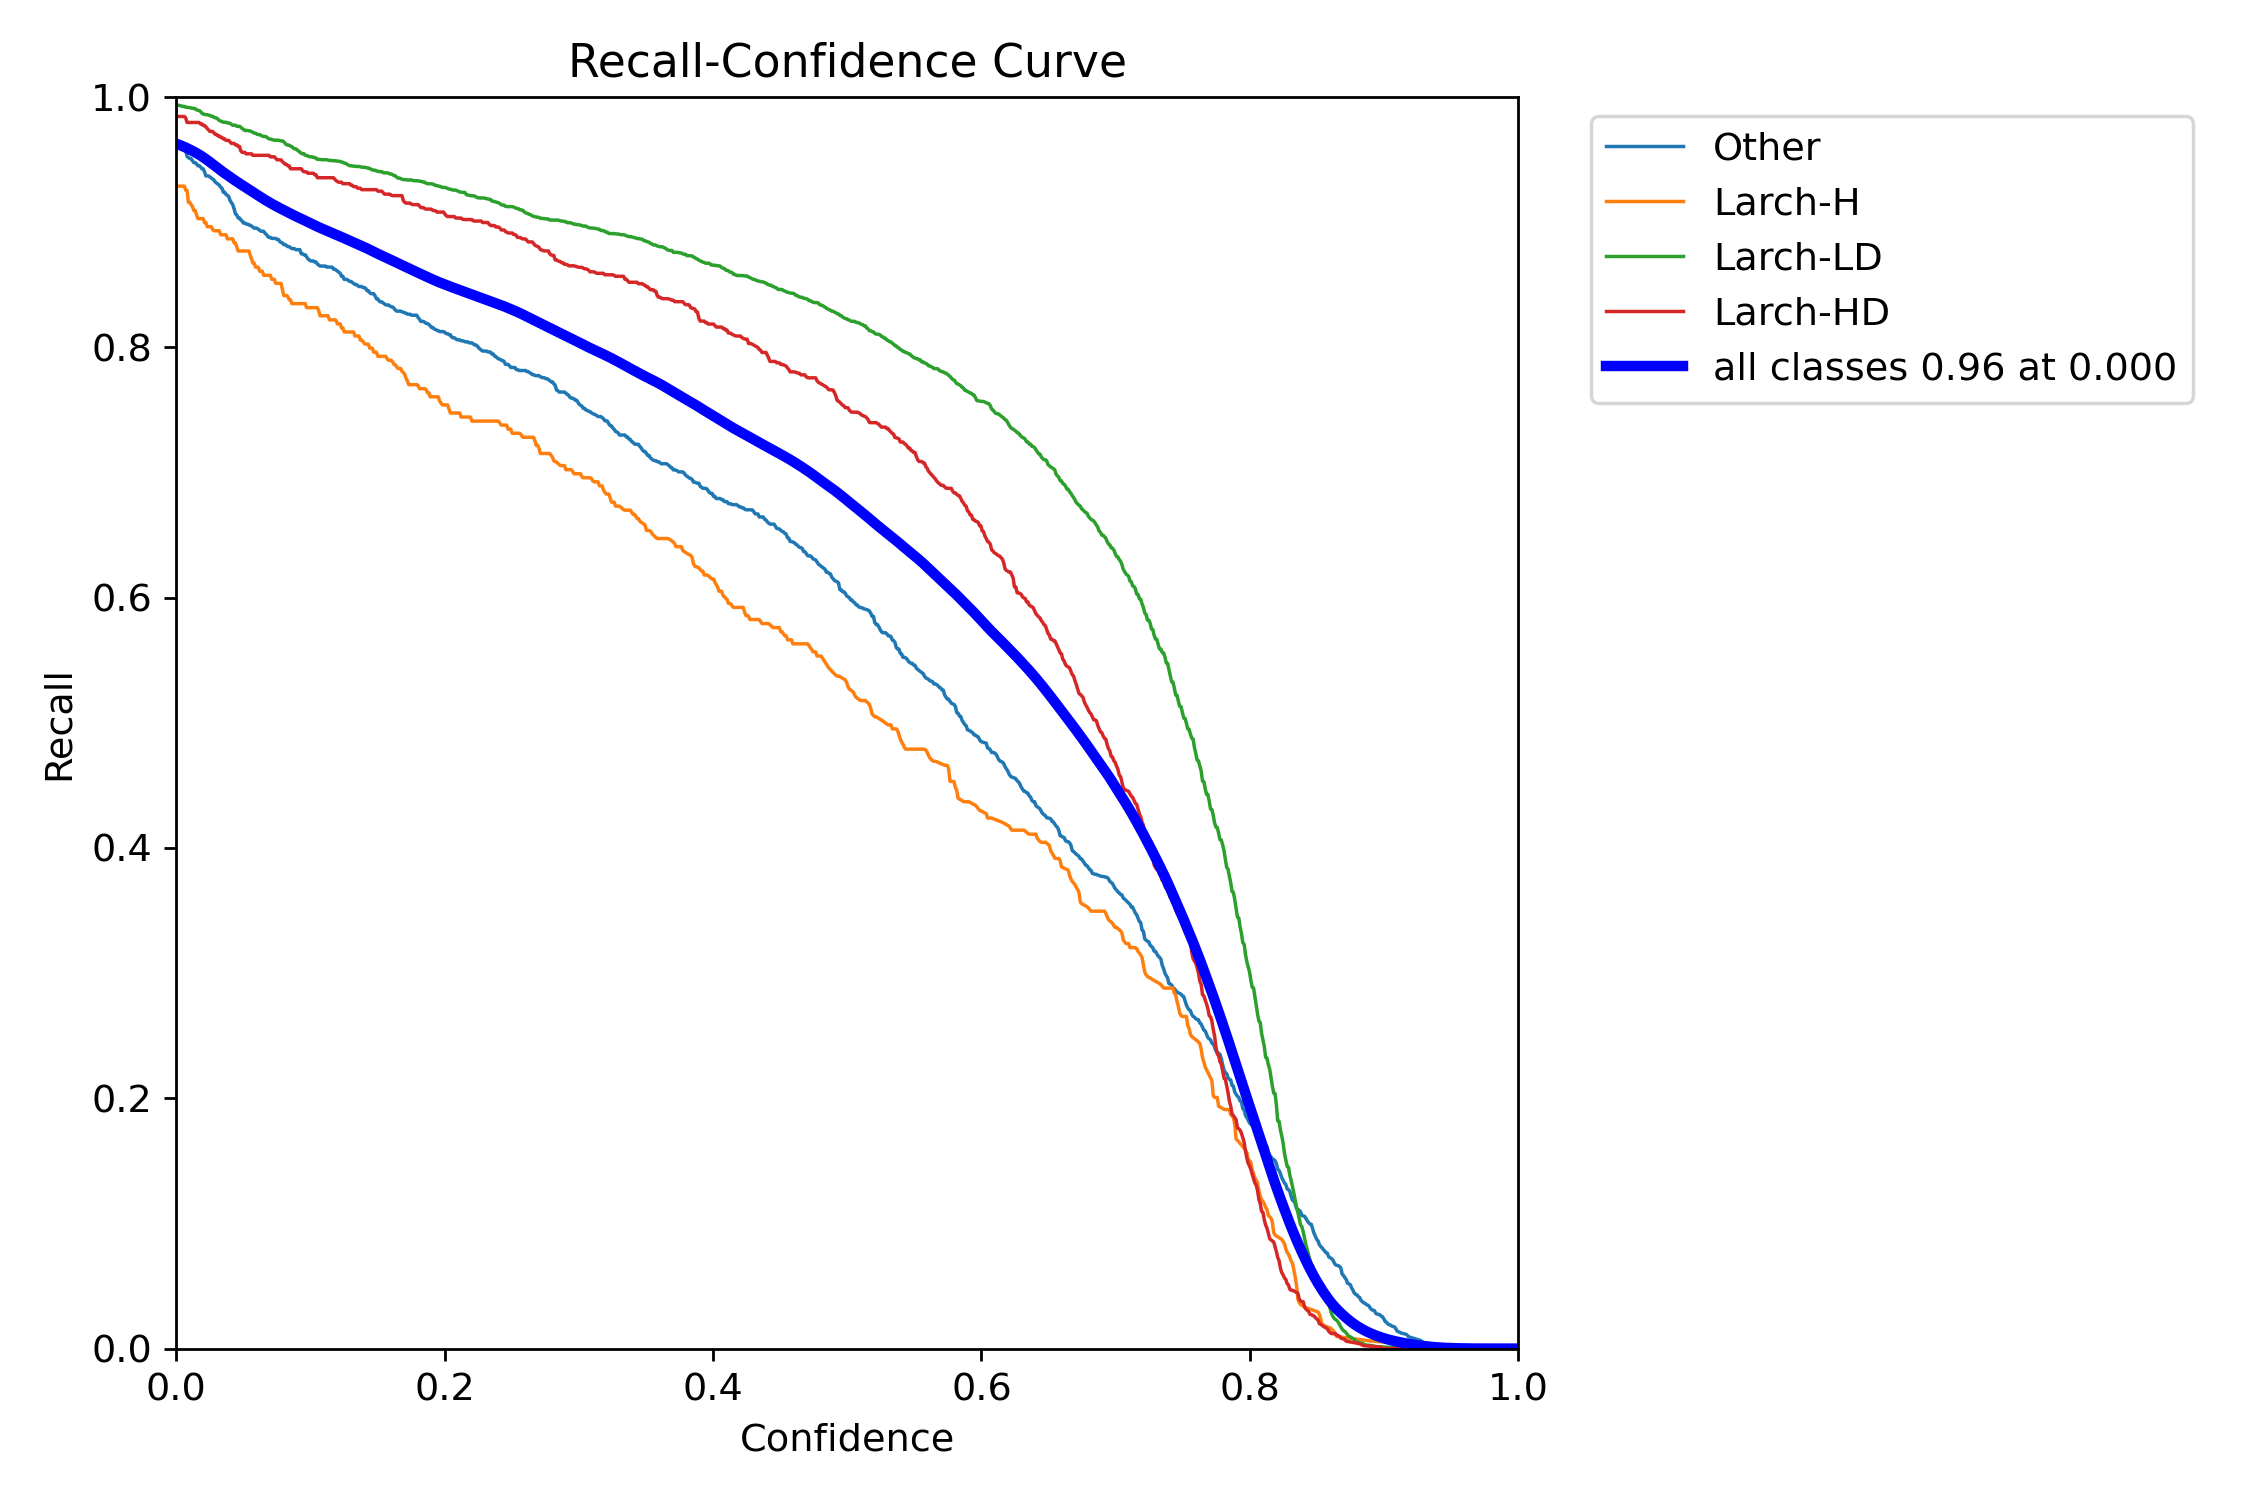 Recall-Confidence Curve
1.0
0.8
0.6
0.4
0.2
0.0
Recall
0.0 0.2 0.4 0.6 0.8 1.0
Confidence
Other
Larch-H
Larch-LD
Larch-HD
all classes 0.96 at 0.000